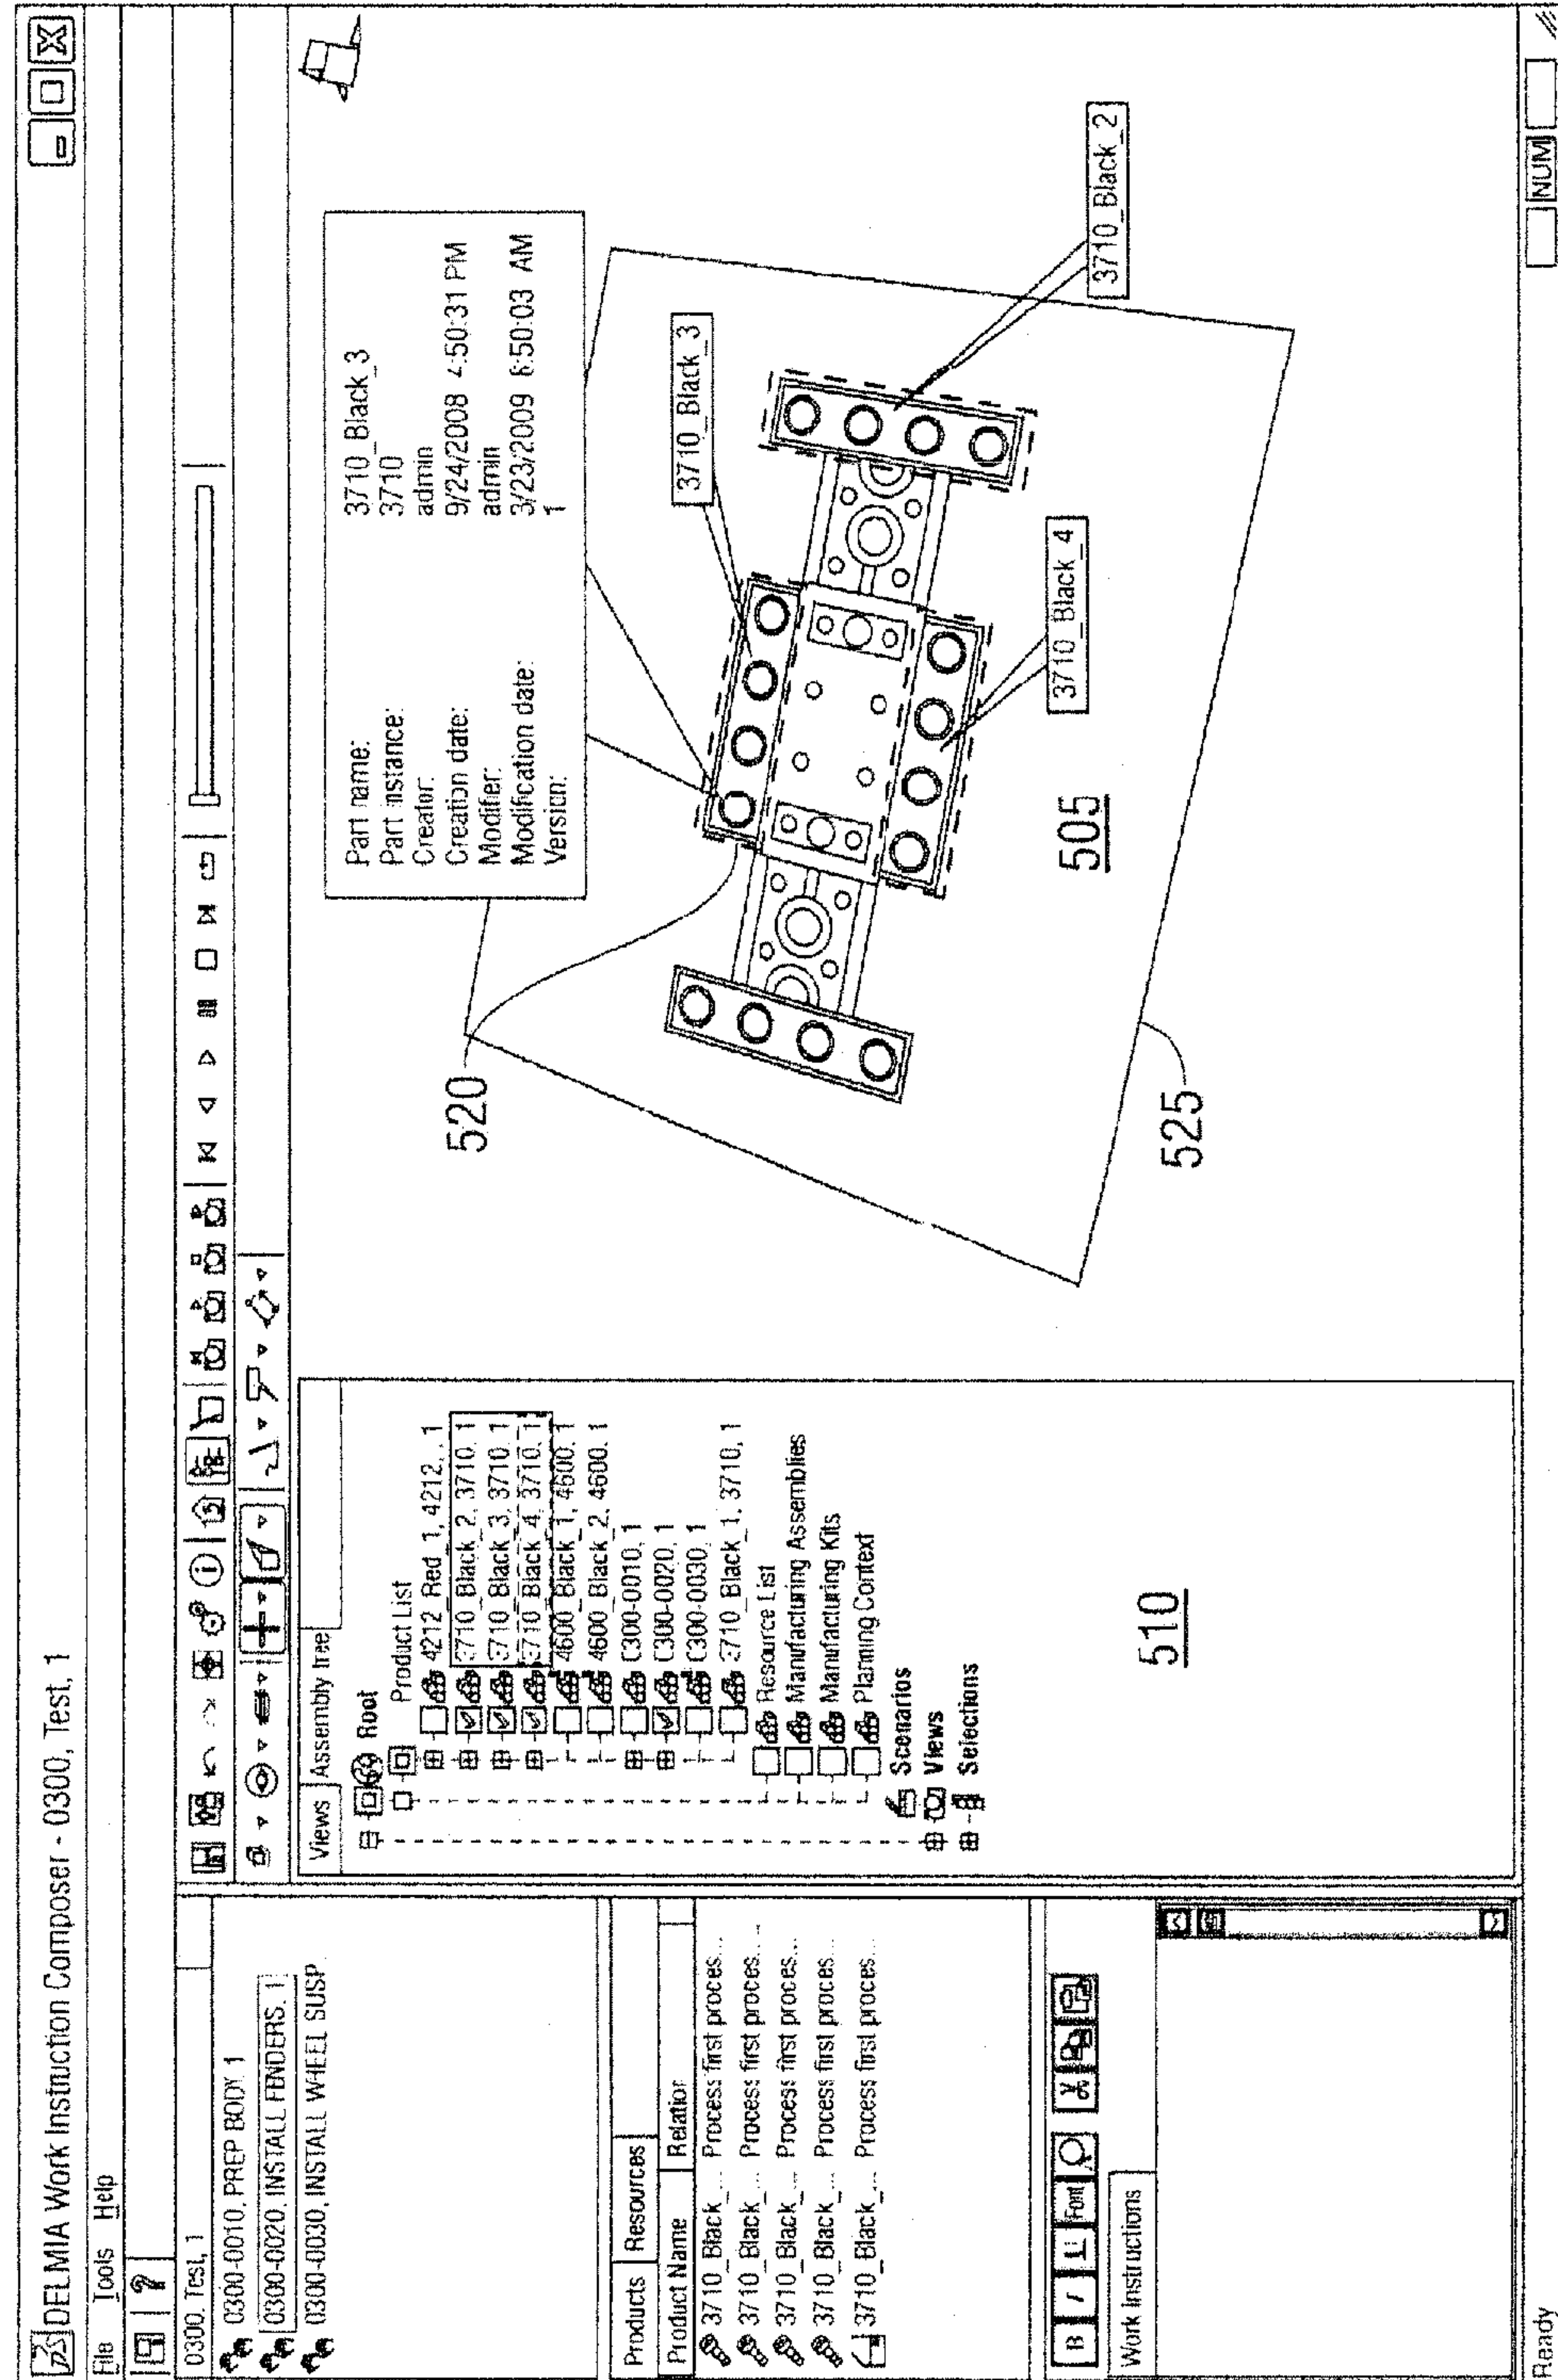 DELMIA Work Instruction Composer - 0300, Test, 1
File Tools Help
?
0300. Test, 1
0300-0010, PREP BODY, 1
0300-0020, INSTALL FENDERS, 1
0300-0030, INSTALL WHEEL SUSP
Products Resources
Product Name Relation
3710_Black_... Process first proces...
3710_Black_... Process first proces...
3710_Black_... Process first proces...
3710_Black_... Process first proces...
3710_Black_... Process first proces...
B I Font
Work Instructions
Ready
Views Assembly tree
Root
Product List
4212_Red_1, 4212, 1
3710_Black_2, 3710, 1
3710_Black_3, 3710, 1
3710_Black_4, 3710, 1
4600_Black_1, 4600, 1
4600_Black_2, 4600, 1
0300-0010, 1
0300-0020, 1
0300-0030, 1
3710_Black_1, 3710, 1
Resource List
Manufacturing Assemblies
Manufacturing Kits
Planning Context
Scenarios
Views
Selections
510
Part name: 3710_Black_3
Part instance: 3710
Creator: admin
Creation date: 9/24/2008 4:50:31 PM
Modifier: admin
Modification date: 3/23/2009 6:50:03 AM
Version: 1
520
3710_Black_3
3710_Black_2
3710_Black_4
505
525
NUM